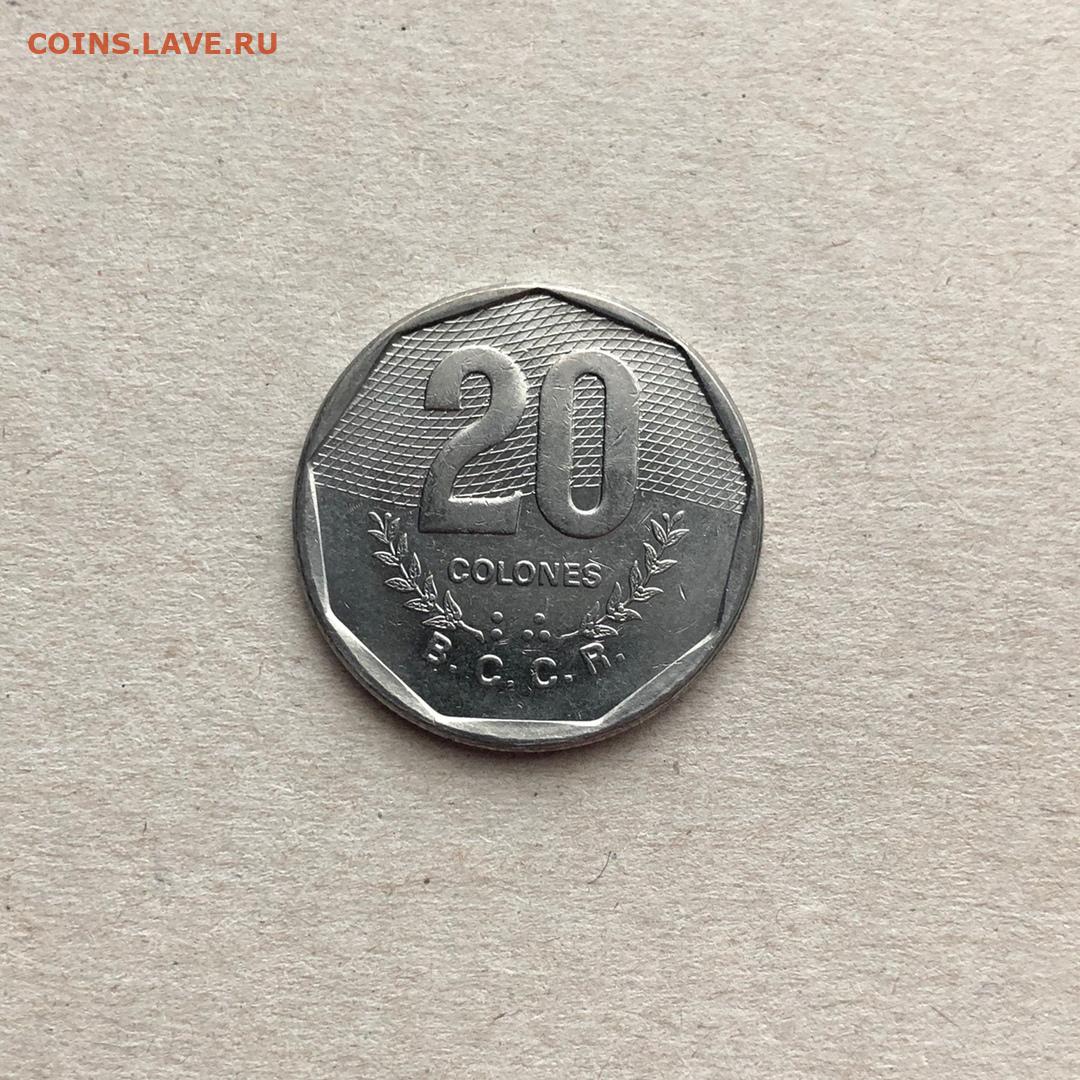 COINS.LAVE.RU
20
COLONES
B. C. C. R.